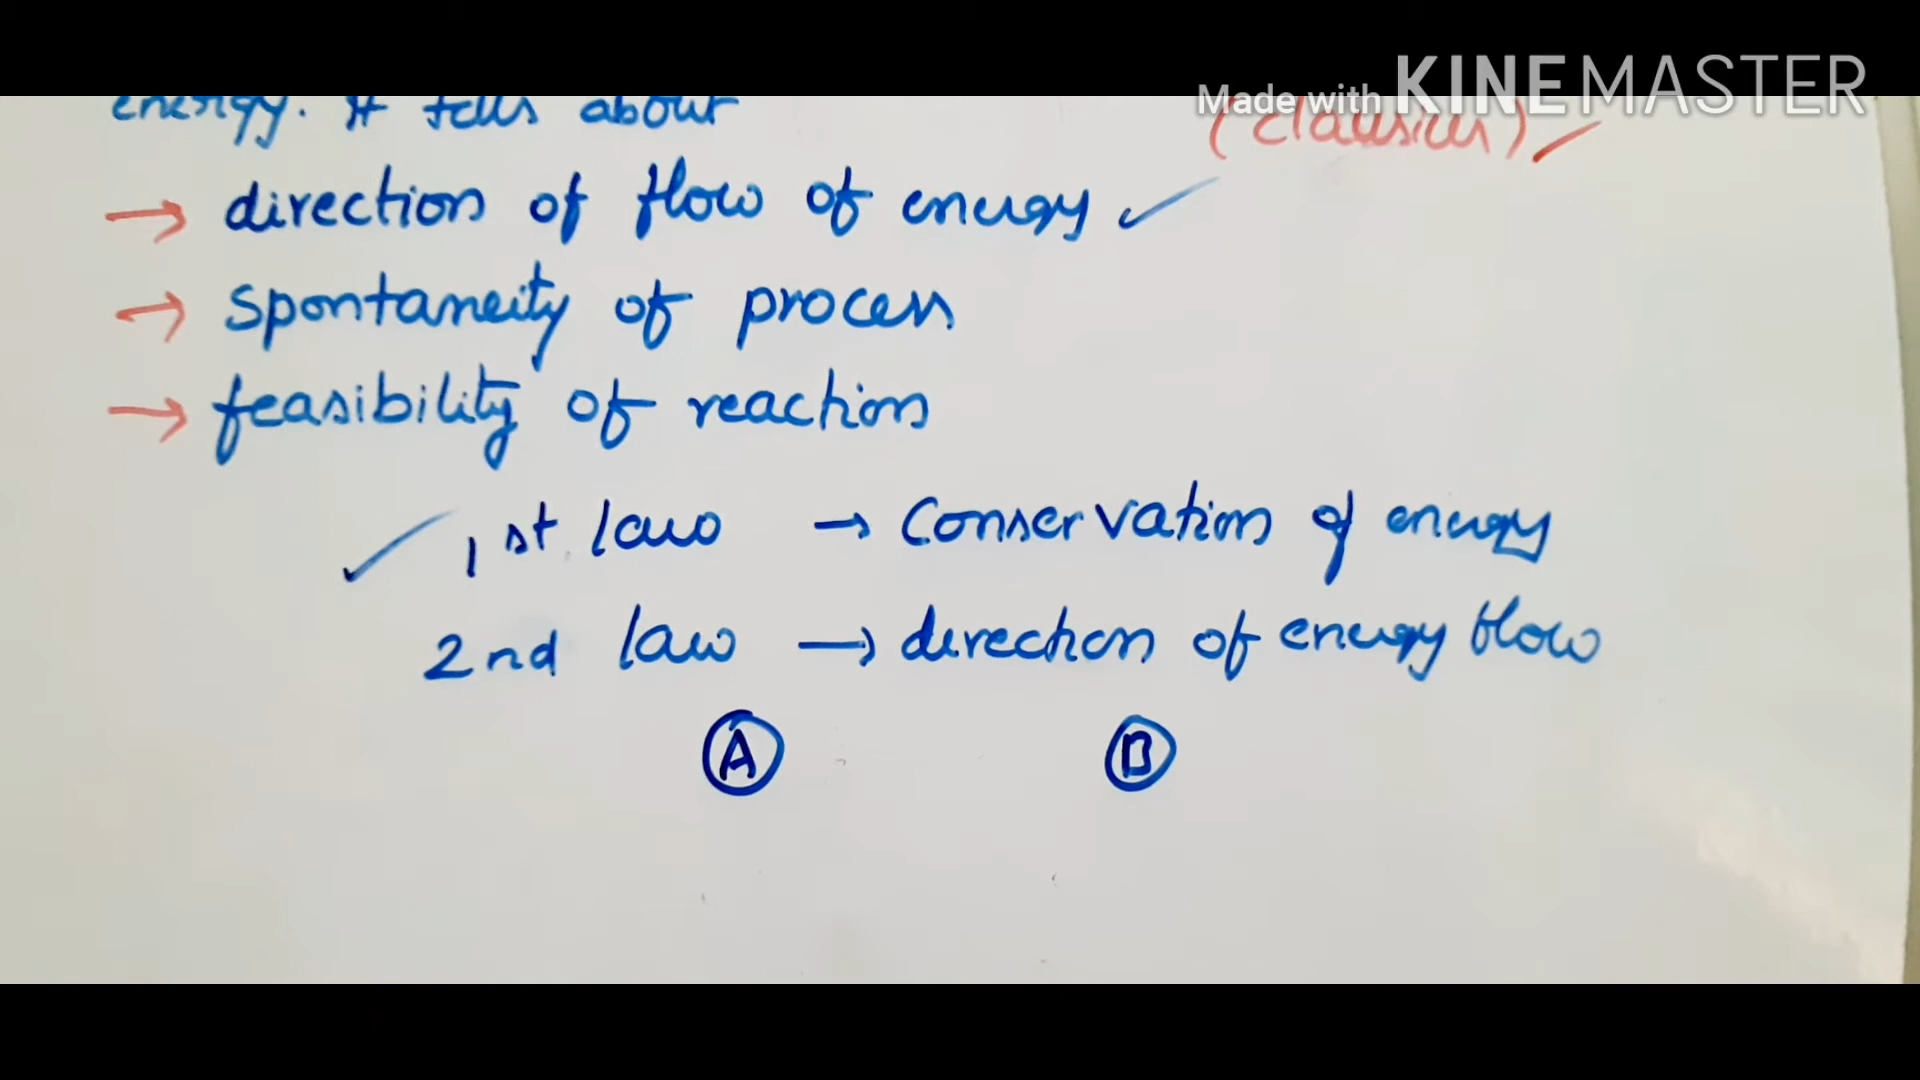 Made with KINEMASTER
energy. It tells about
(Clausius)
→ direction of flow of energy ✓
→ spontaneity of process
→ feasibility of reaction
✓ 1st law → Conservation of energy
2nd law → direction of energy flow
A B